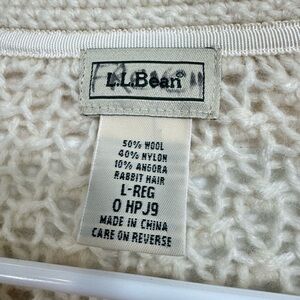 L.L.Bean®
50% WOOL
40% NYLON
10% ANGORA
RABBIT HAIR
L-REG
0 HPJ9
MADE IN CHINA
CARE ON REVERSE